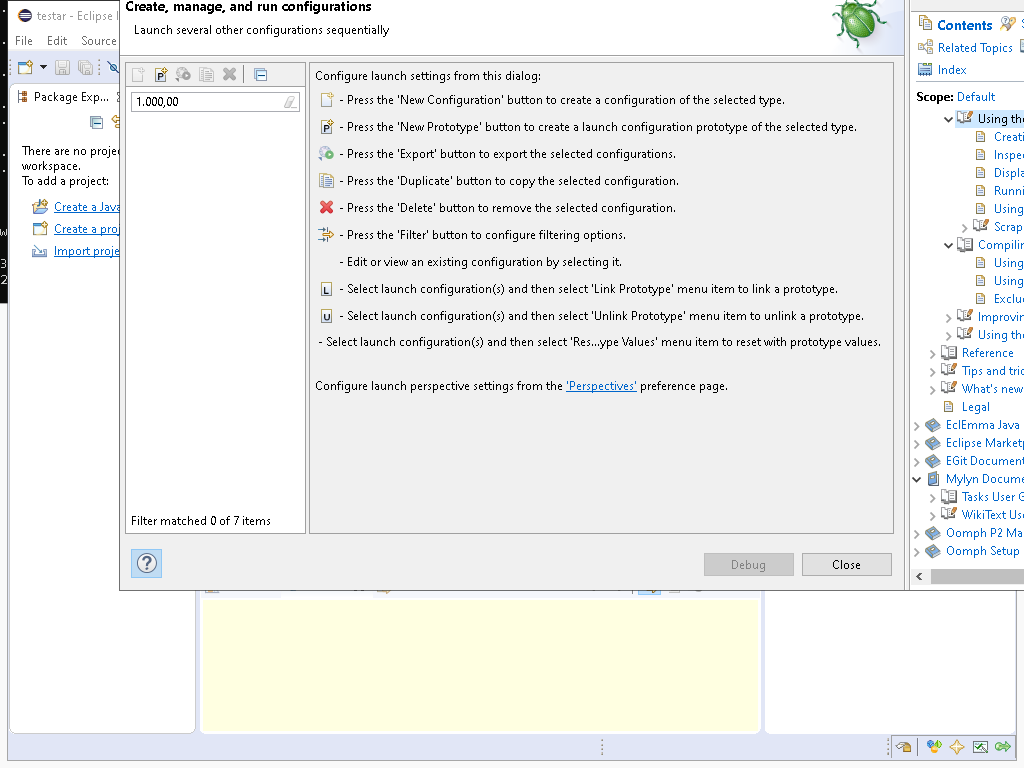 testar - Eclipse I
File Edit Source
Package Exp...
There are no proje
workspace.
To add a project:
Create a Java
Create a proj
Import proje
Create, manage, and run configurations
Launch several other configurations sequentially
1.000,00
Filter matched 0 of 7 items
Configure launch settings from this dialog:
- Press the 'New Configuration' button to create a configuration of the selected type.
- Press the 'New Prototype' button to create a launch configuration prototype of the selected type.
- Press the 'Export' button to export the selected configurations.
- Press the 'Duplicate' button to copy the selected configuration.
- Press the 'Delete' button to remove the selected configuration.
- Press the 'Filter' button to configure filtering options.
- Edit or view an existing configuration by selecting it.
- Select launch configuration(s) and then select 'Link Prototype' menu item to link a prototype.
- Select launch configuration(s) and then select 'Unlink Prototype' menu item to unlink a prototype.
- Select launch configuration(s) and then select 'Res...ype Values' menu item to reset with prototype values.
Configure launch perspective settings from the 'Perspectives' preference page.
Debug
Close
Contents
Related Topics
Index
Scope: Default
Using the
Creati
Inspe
Displa
Runni
Using
Scrap
Compilin
Using
Using
Exclu
Improvin
Using the
Reference
Tips and tric
What's new
Legal
EclEmma Java
Eclipse Market
EGit Document
Mylyn Docume
Tasks User G
WikiText Use
Oomph P2 Ma
Oomph Setup